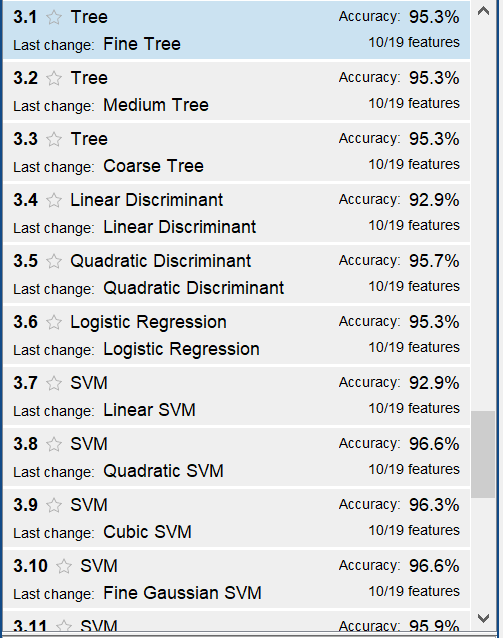 3.1 Tree Accuracy: 95.3%
Last change: Fine Tree 10/19 features
3.2 Tree Accuracy: 95.3%
Last change: Medium Tree 10/19 features
3.3 Tree Accuracy: 95.3%
Last change: Coarse Tree 10/19 features
3.4 Linear Discriminant Accuracy: 92.9%
Last change: Linear Discriminant 10/19 features
3.5 Quadratic Discriminant Accuracy: 95.7%
Last change: Quadratic Discriminant 10/19 features
3.6 Logistic Regression Accuracy: 95.3%
Last change: Logistic Regression 10/19 features
3.7 SVM Accuracy: 92.9%
Last change: Linear SVM 10/19 features
3.8 SVM Accuracy: 96.6%
Last change: Quadratic SVM 10/19 features
3.9 SVM Accuracy: 96.3%
Last change: Cubic SVM 10/19 features
3.10 SVM Accuracy: 96.6%
Last change: Fine Gaussian SVM 10/19 features
3.11 SVM Accuracy: 95.9%